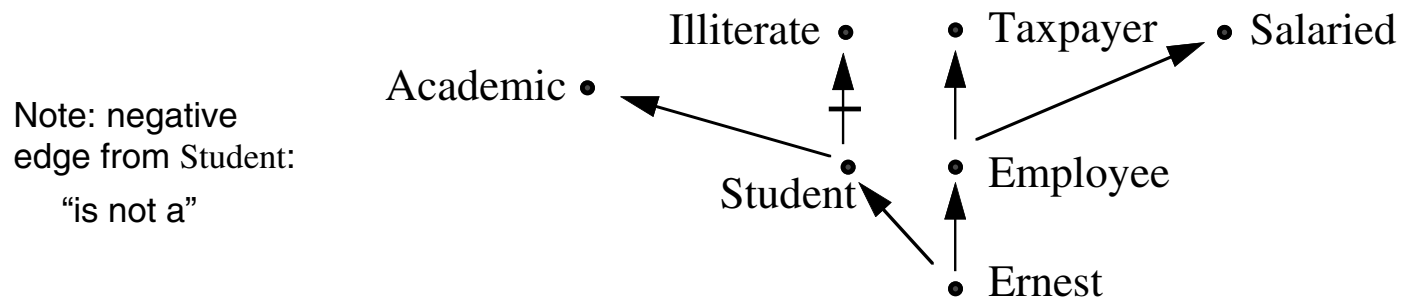 Illiterate
Taxpayer
Salaried
Academic
Note: negative
edge from Student:
“is not a”
Student
Employee
Ernest